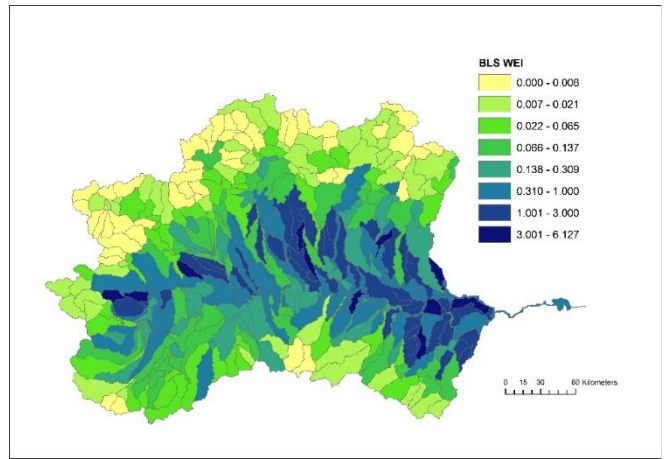 BLS WEI
0.000 - 0.006
0.007 - 0.021
0.022 - 0.065
0.066 - 0.137
0.138 - 0.309
0.310 - 1.000
1.001 - 3.000
3.001 - 6.127
0 15 30 60 Kilometers